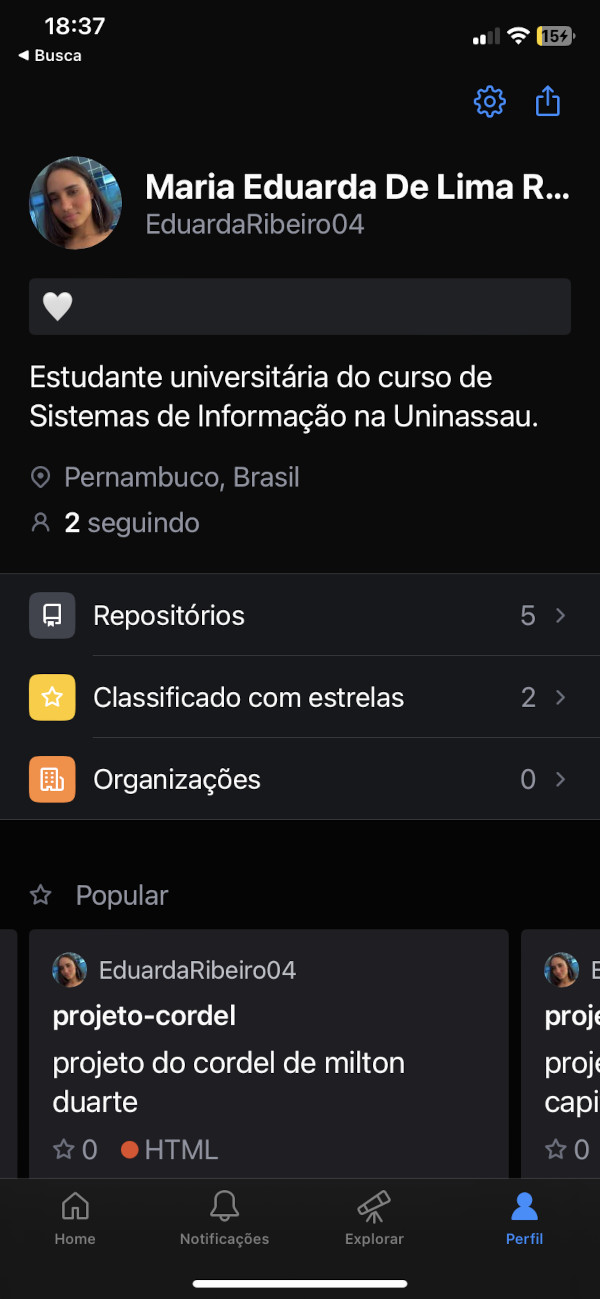 18:37
15
◀ Busca
Maria Eduarda De Lima R...
EduardaRibeiro04
🤍
Estudante universitária do curso de
Sistemas de Informação na Uninassau.
Pernambuco, Brasil
2 seguindo
Repositórios 5
Classificado com estrelas 2
Organizações 0
Popular
EduardaRibeiro04
projeto-cordel
projeto do cordel de milton
duarte
0 HTML
E
proje
proje
capi
0
Home
Notificações
Explorar
Perfil